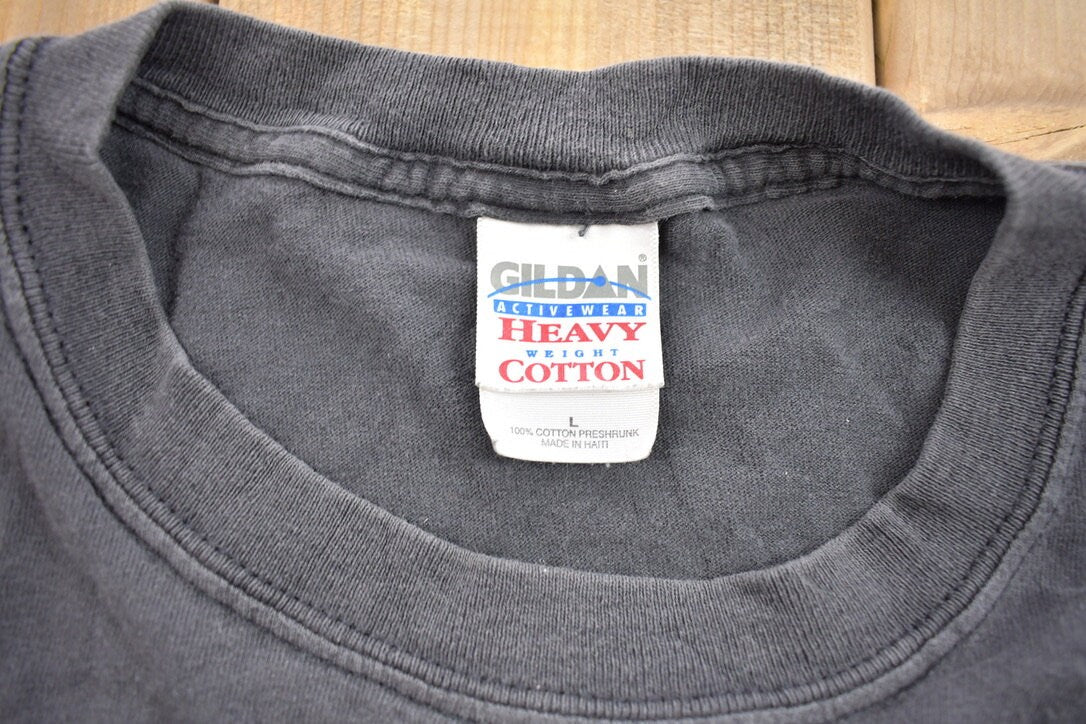 GILDAN®
ACTIVEWEAR
HEAVY
WEIGHT
COTTON
L
100% COTTON PRESHRUNK
MADE IN HAITI